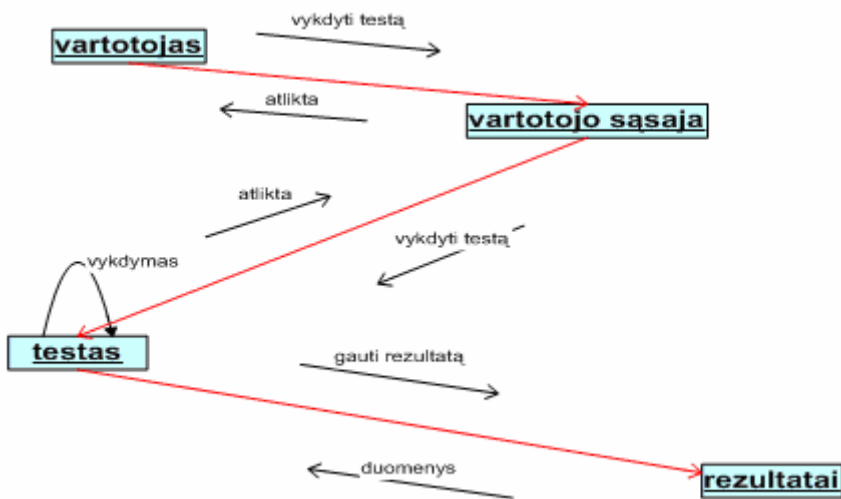 vykdyti testą
vartotojas
atlikta
vartotojo sąsaja
atlikta
vykdyti testą
vykdymas
testas
gauti rezultatą
duomenys
rezultatai